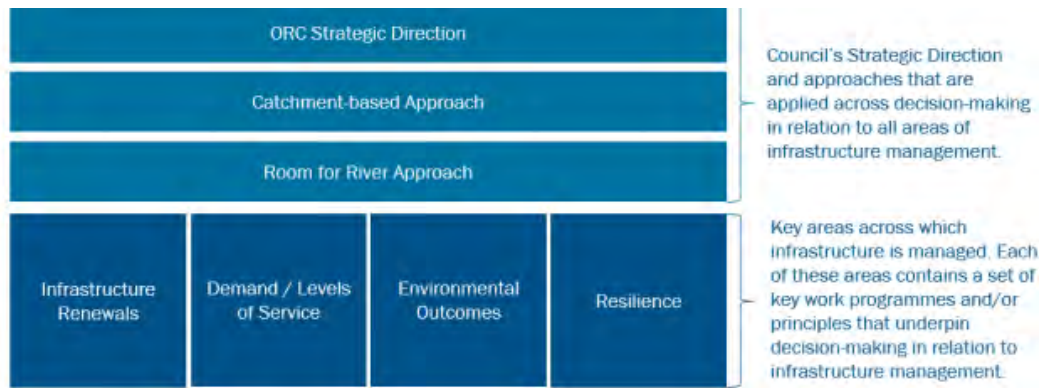 ORC Strategic Direction
Catchment-based Approach
Room for River Approach
Council's Strategic Direction
and approaches that are
applied across decision-making
in relation to all areas of
infrastructure management.
Infrastructure
Renewals
Demand / Levels
of Service
Environmental
Outcomes
Resilience
Key areas across which
infrastructure is managed. Each
of these areas contains a set of
key work programmes and/or
principles that underpin
decision-making in relation to
infrastructure management.